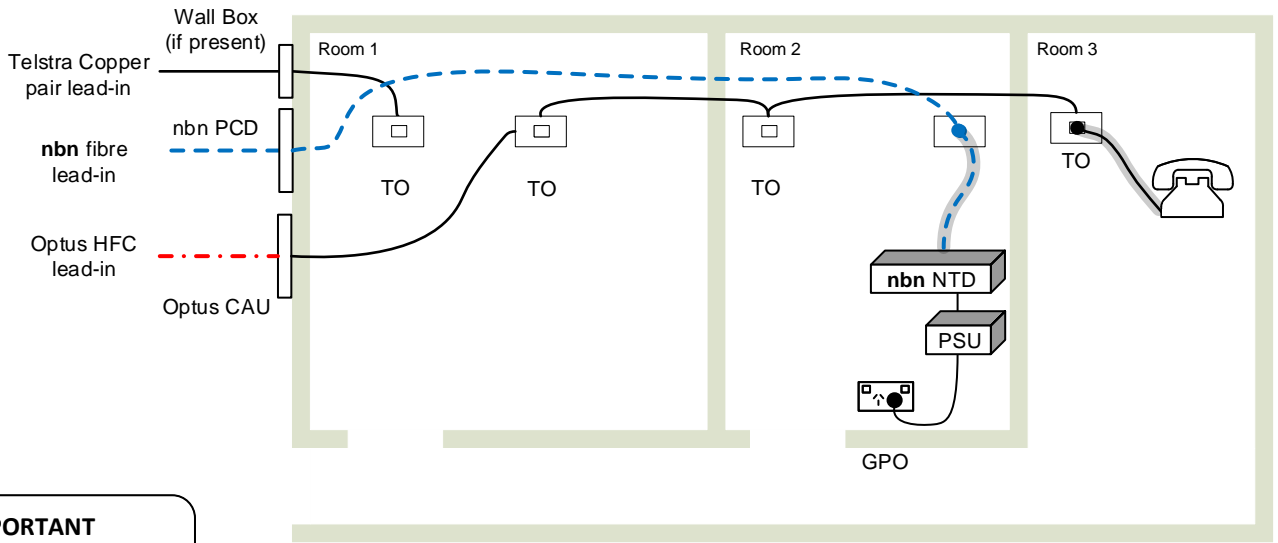 Wall Box
(if present)
Telstra Copper
pair lead-in
nbn PCD
nbn fibre
lead-in
Optus HFC
lead-in
Optus CAU
Room 1
Room 2
Room 3
TO
TO
TO
TO
nbn NTD
PSU
GPO
PORTANT